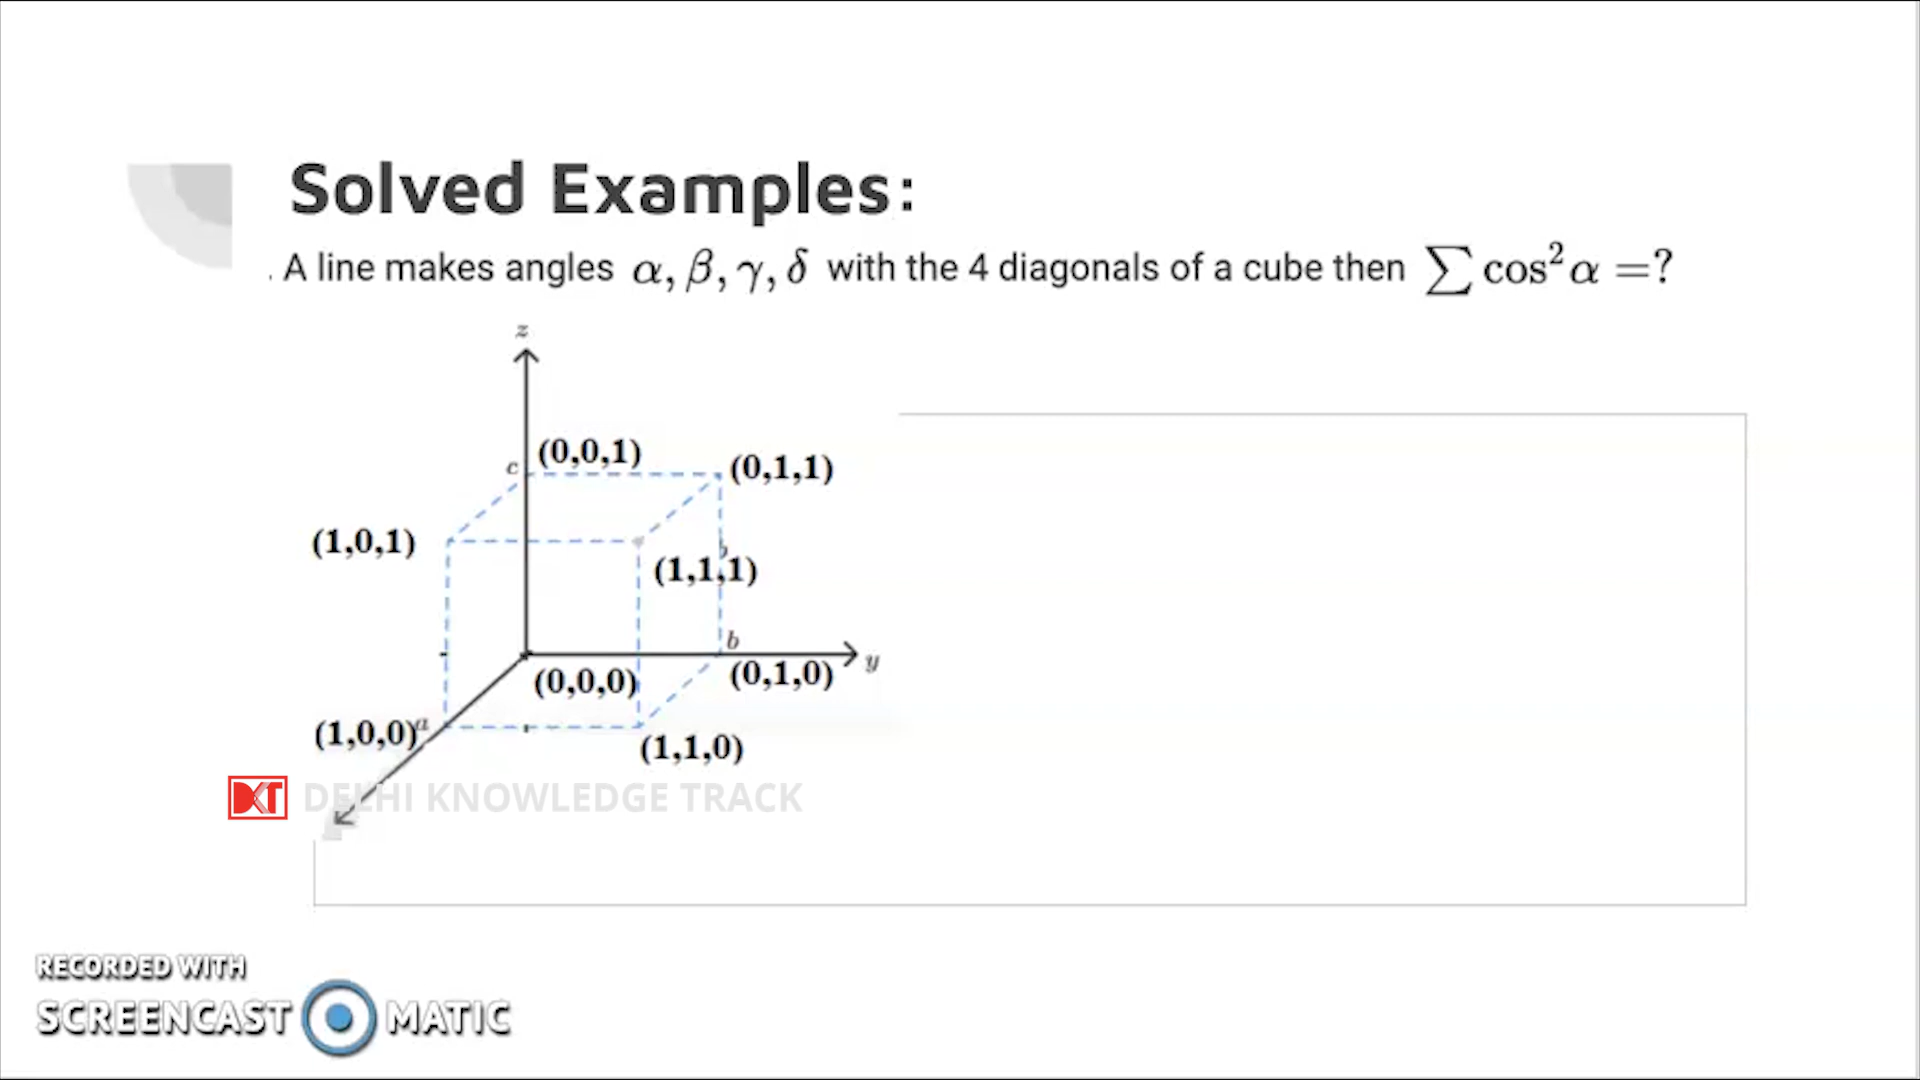 Solved Examples:
. A line makes angles α, β, γ, δ with the 4 diagonals of a cube then ∑ cos² α =?
z
(0,0,1)
c
(0,1,1)
(1,0,1)
b
(1,1,1)
b
y
(0,0,0)
(0,1,0)
(1,0,0)
a
(1,1,0)
DKT DELHI KNOWLEDGE TRACK
RECORDED WITH
SCREENCAST MATIC